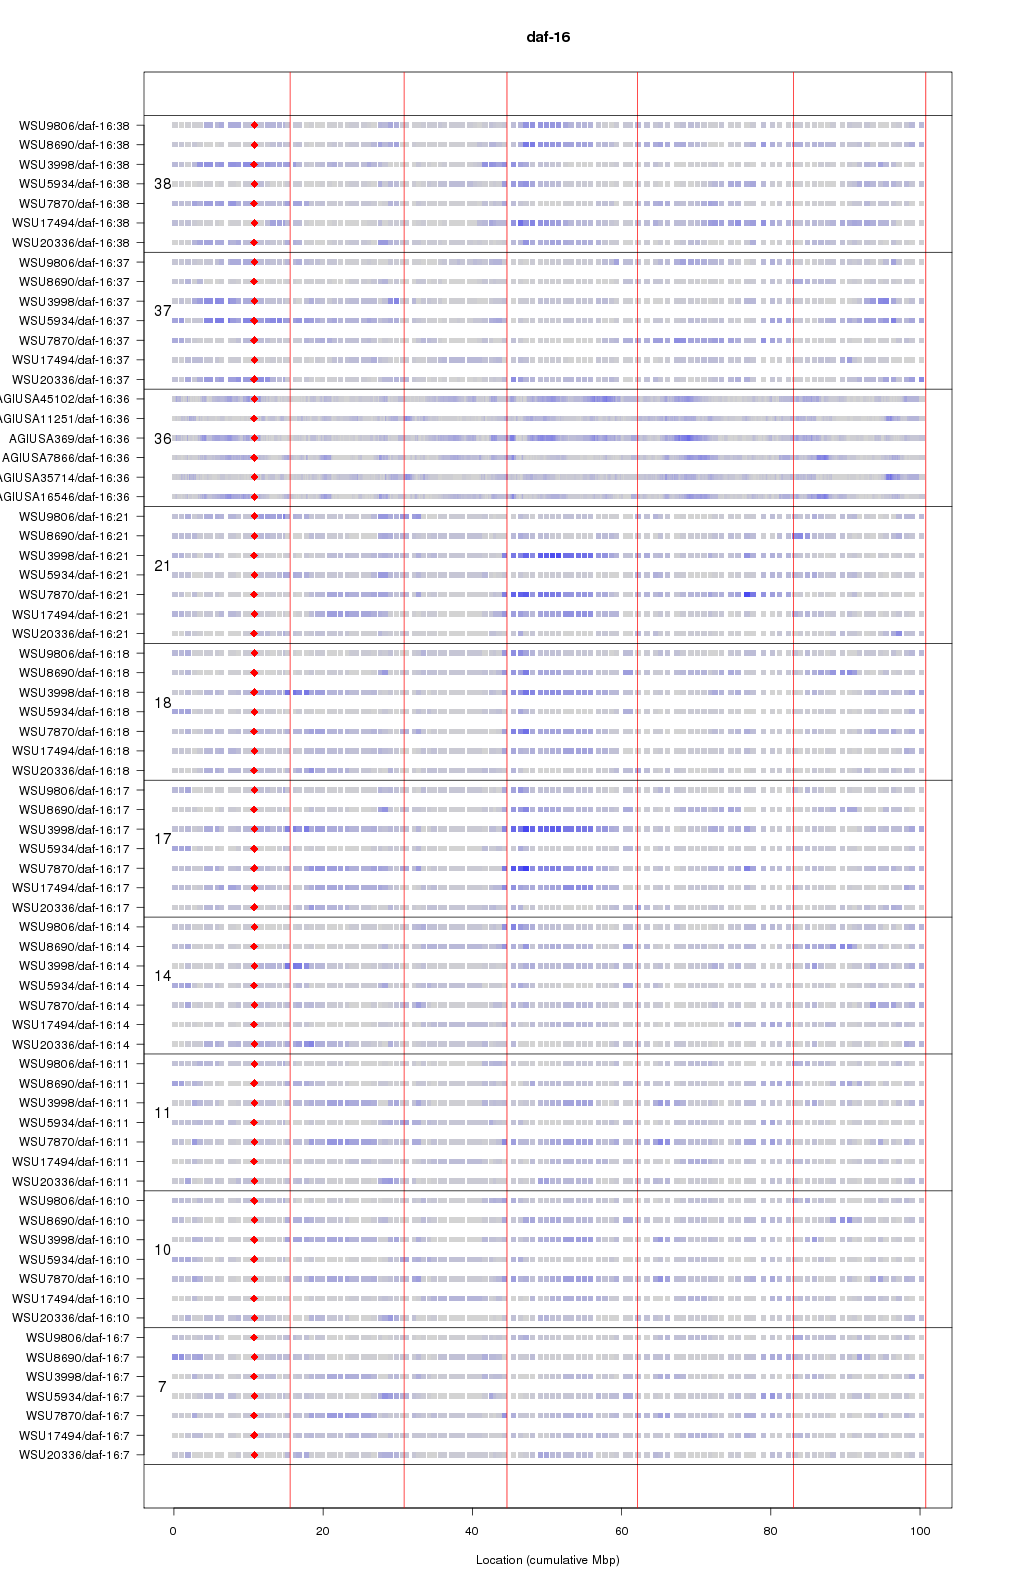 daf-16
WSU9806/daf-16:38
WSU8690/daf-16:38
WSU3998/daf-16:38
WSU5934/daf-16:38
38
WSU7870/daf-16:38
WSU17494/daf-16:38
WSU20336/daf-16:38
WSU9806/daf-16:37
WSU8690/daf-16:37
WSU3998/daf-16:37
37
WSU5934/daf-16:37
WSU7870/daf-16:37
WSU17494/daf-16:37
WSU20336/daf-16:37
AGIUSA45102/daf-16:36
AGIUSA11251/daf-16:36
AGIUSA369/daf-16:36
36
AGIUSA7866/daf-16:36
AGIUSA35714/daf-16:36
AGIUSA16546/daf-16:36
WSU9806/daf-16:21
WSU8690/daf-16:21
WSU3998/daf-16:21
21
WSU5934/daf-16:21
WSU7870/daf-16:21
WSU17494/daf-16:21
WSU20336/daf-16:21
WSU9806/daf-16:18
WSU8690/daf-16:18
WSU3998/daf-16:18
18
WSU5934/daf-16:18
WSU7870/daf-16:18
WSU17494/daf-16:18
WSU20336/daf-16:18
WSU9806/daf-16:17
WSU8690/daf-16:17
WSU3998/daf-16:17
17
WSU5934/daf-16:17
WSU7870/daf-16:17
WSU17494/daf-16:17
WSU20336/daf-16:17
WSU9806/daf-16:14
WSU8690/daf-16:14
WSU3998/daf-16:14
14
WSU5934/daf-16:14
WSU7870/daf-16:14
WSU17494/daf-16:14
WSU20336/daf-16:14
WSU9806/daf-16:11
WSU8690/daf-16:11
WSU3998/daf-16:11
11
WSU5934/daf-16:11
WSU7870/daf-16:11
WSU17494/daf-16:11
WSU20336/daf-16:11
WSU9806/daf-16:10
WSU8690/daf-16:10
WSU3998/daf-16:10
10
WSU5934/daf-16:10
WSU7870/daf-16:10
WSU17494/daf-16:10
WSU20336/daf-16:10
WSU9806/daf-16:7
WSU8690/daf-16:7
WSU3998/daf-16:7
7
WSU5934/daf-16:7
WSU7870/daf-16:7
WSU17494/daf-16:7
WSU20336/daf-16:7
0 20 40 60 80 100
Location (cumulative Mbp)